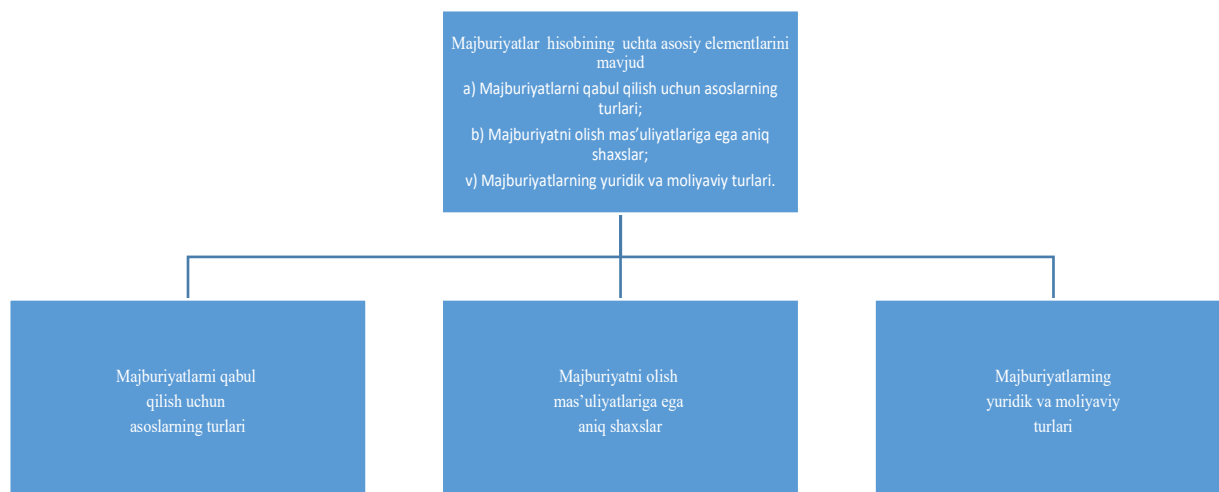 Majburiyatlar hisobining uchta asosiy elementlarini
mavjud
a) Majburiyatlarni qabul qilish uchun asoslarning
turlari;
b) Majburiyatni olish mas’uliyatlariga ega aniq
shaxslar;
v) Majburiyatlarning yuridik va moliyaviy turlari.
Majburiyatlarni qabul
qilish uchun
asoslarning turlari
Majburiyatni olish
mas’uliyatlariga ega
aniq shaxslar
Majburiyatlarning
yuridik va moliyaviy
turlari